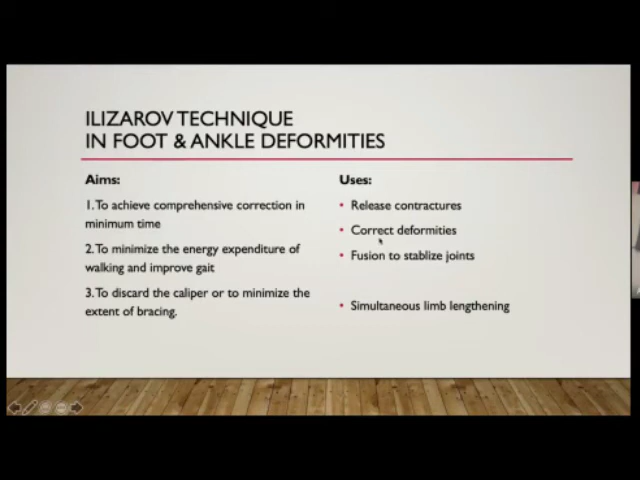 ILIZAROV TECHNIQUE
IN FOOT & ANKLE DEFORMITIES
Aims:
1.To achieve comprehensive correction in
minimum time
2.To minimize the energy expenditure of
walking and improve gait
3.To discard the caliper or to minimize the
extent of bracing.
Uses:
• Release contractures
• Correct deformities
• Fusion to stablize joints
• Simultaneous limb lengthening